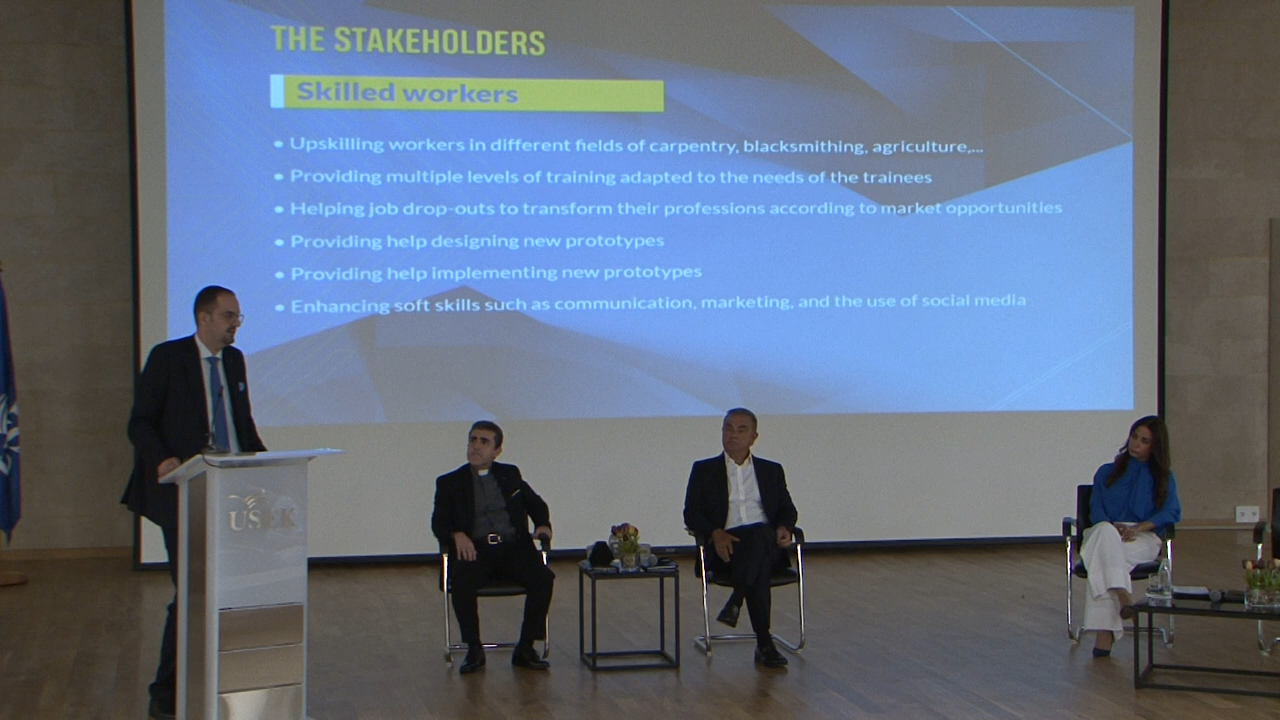 THE STAKEHOLDERS
Skilled workers
• Upskilling workers in different fields of carpentry, blacksmithing, agriculture,...
• Providing multiple levels of training adapted to the needs of the trainees
• Helping job drop-outs to transform their professions according to market opportunities
• Providing help designing new prototypes
• Providing help implementing new prototypes
• Enhancing soft skills such as communication, marketing, and the use of social media
USEK